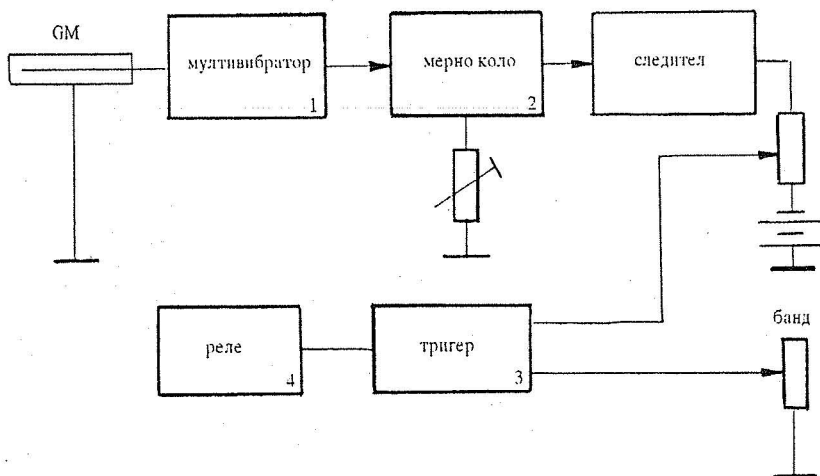 GM
мултивибратор
1
мерно коло
2
следител
банд
реле
4
тригер
3